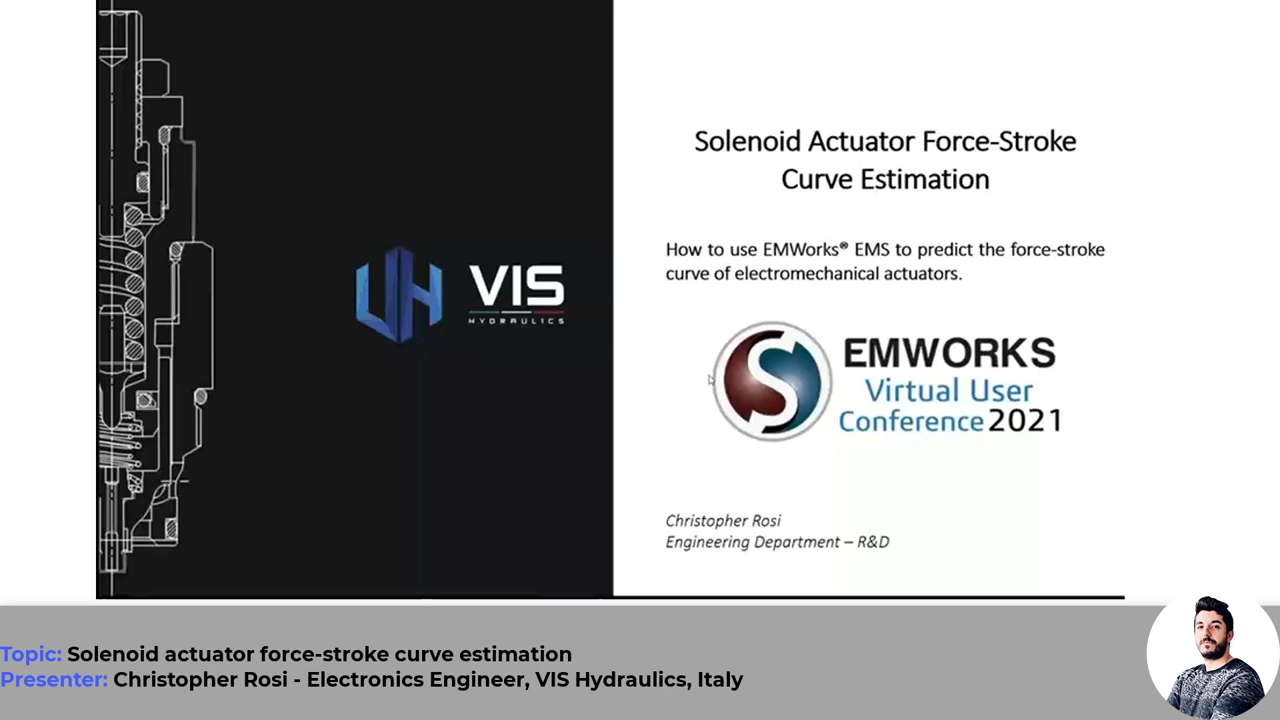 Solenoid Actuator Force-Stroke
Curve Estimation
How to use EMWorks® EMS to predict the force-stroke
curve of electromechanical actuators.
VIS
HYDRAULICS
EMWORKS
Virtual User
Conference 2021
Christopher Rosi
Engineering Department – R&D
Topic: Solenoid actuator force-stroke curve estimation
Presenter: Christopher Rosi - Electronics Engineer, VIS Hydraulics, Italy